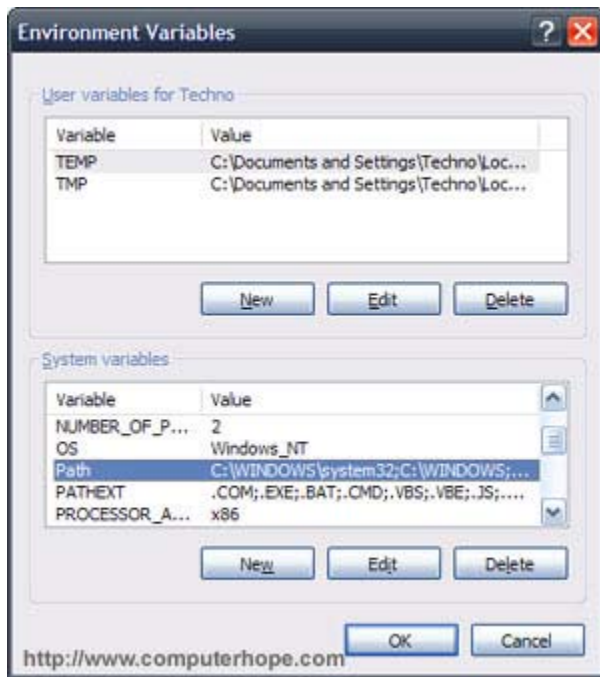 Environment Variables
User variables for Techno
Variable Value
TEMP C:\Documents and Settings\Techno\Loc...
TMP C:\Documents and Settings\Techno\Loc...
New Edit Delete
System variables
Variable Value
NUMBER_OF_P... 2
OS Windows_NT
Path C:\WINDOWS\system32;C:\WINDOWS;...
PATHEXT .COM;.EXE;.BAT;.CMD;.VBS;.VBE;.JS;....
PROCESSOR_A... x86
New Edit Delete
OK Cancel
http://www.computerhope.com